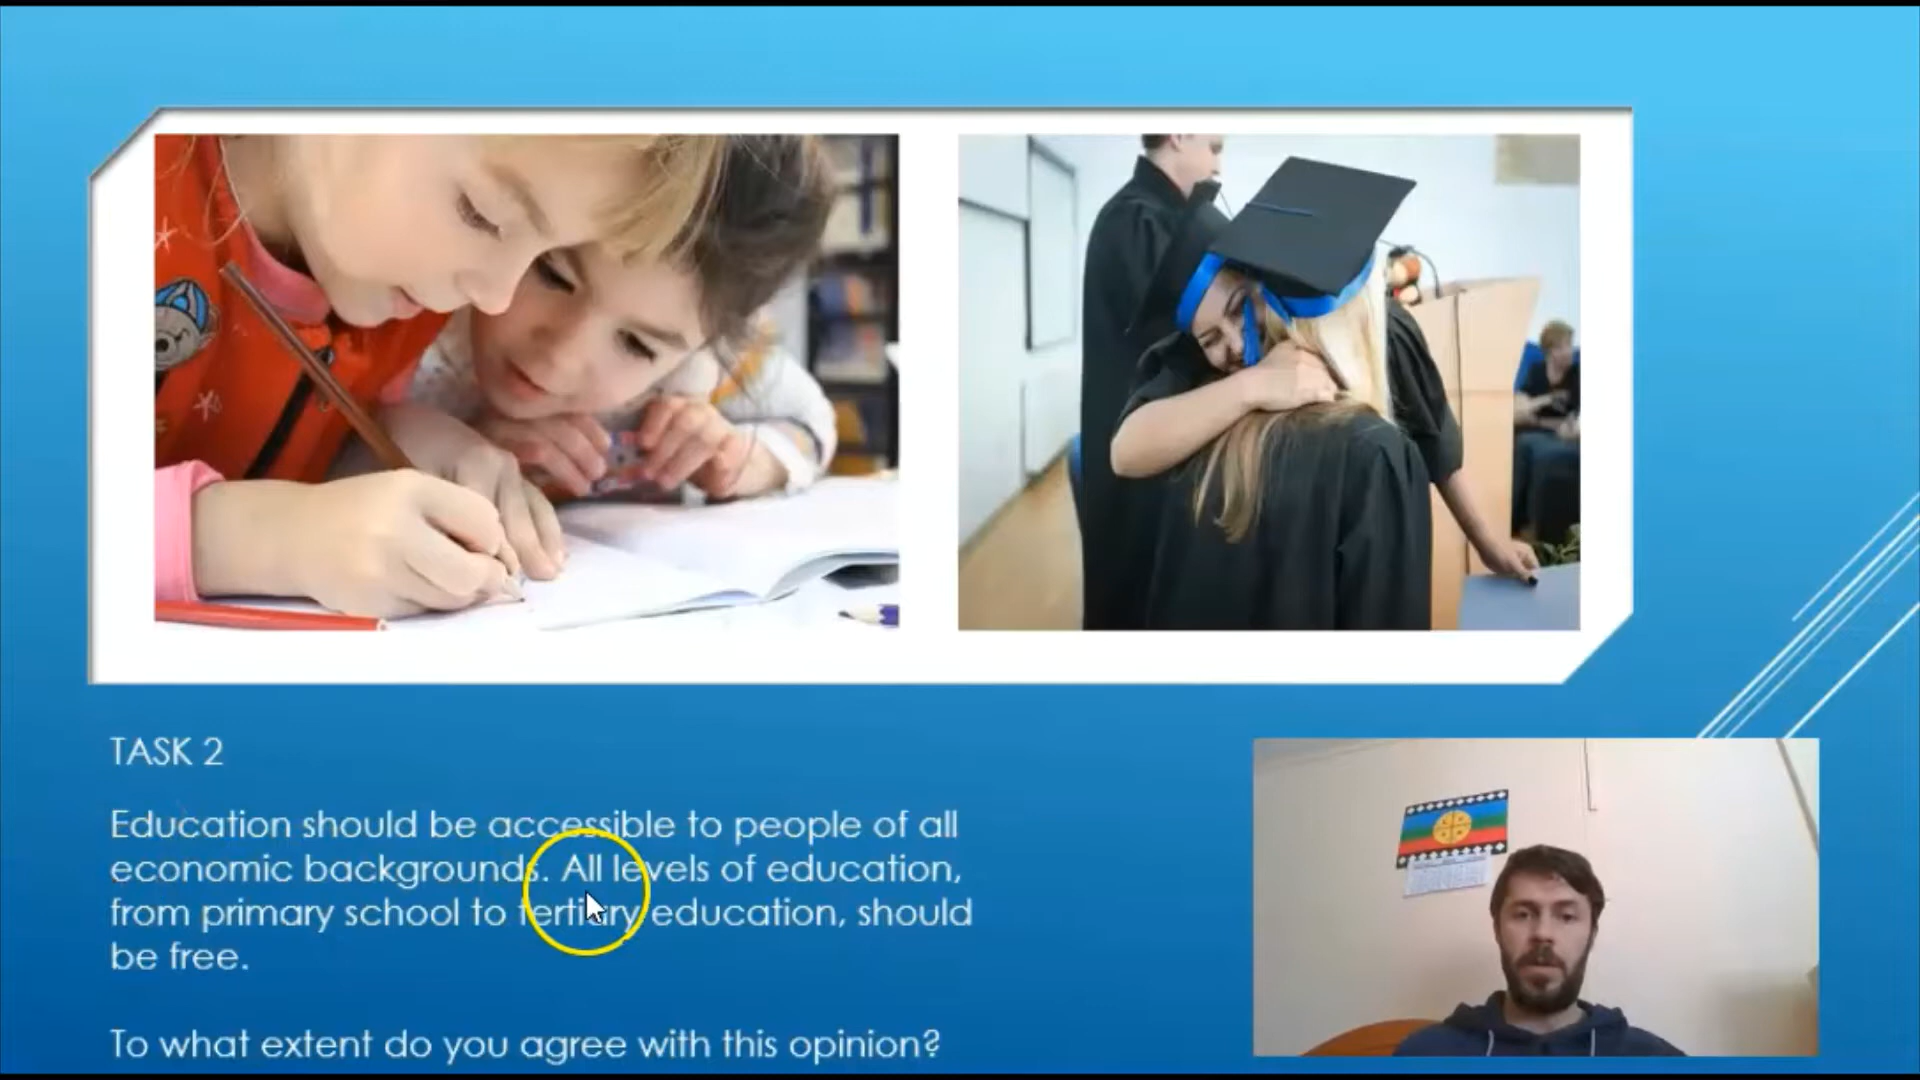 TASK 2
Education should be accessible to people of all
economic backgrounds. All levels of education,
from primary school to tertiary education, should
be free.
To what extent do you agree with this opinion?